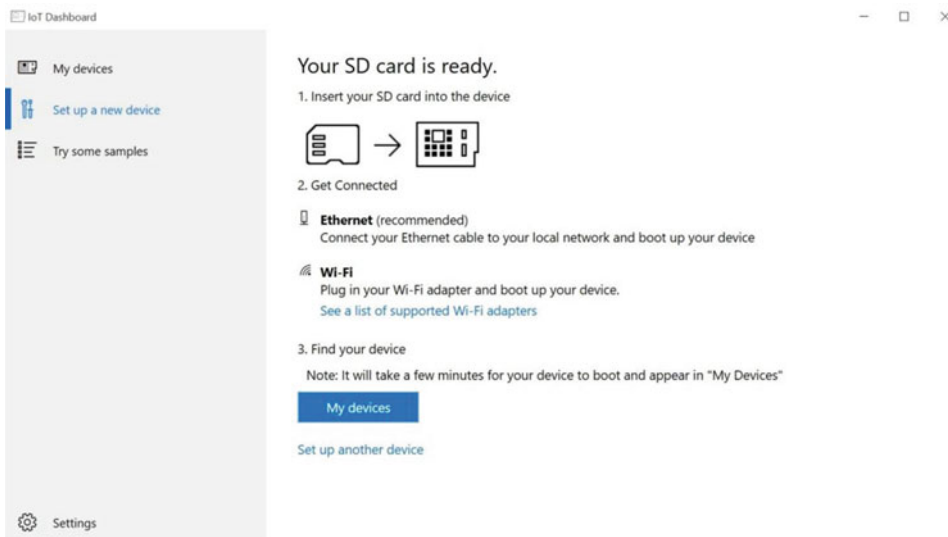 IoT Dashboard
My devices
Set up a new device
Try some samples
Settings
Your SD card is ready.
1. Insert your SD card into the device
2. Get Connected
Ethernet (recommended)
Connect your Ethernet cable to your local network and boot up your device
Wi-Fi
Plug in your Wi-Fi adapter and boot up your device.
See a list of supported Wi-Fi adapters
3. Find your device
Note: It will take a few minutes for your device to boot and appear in "My Devices"
My devices
Set up another device